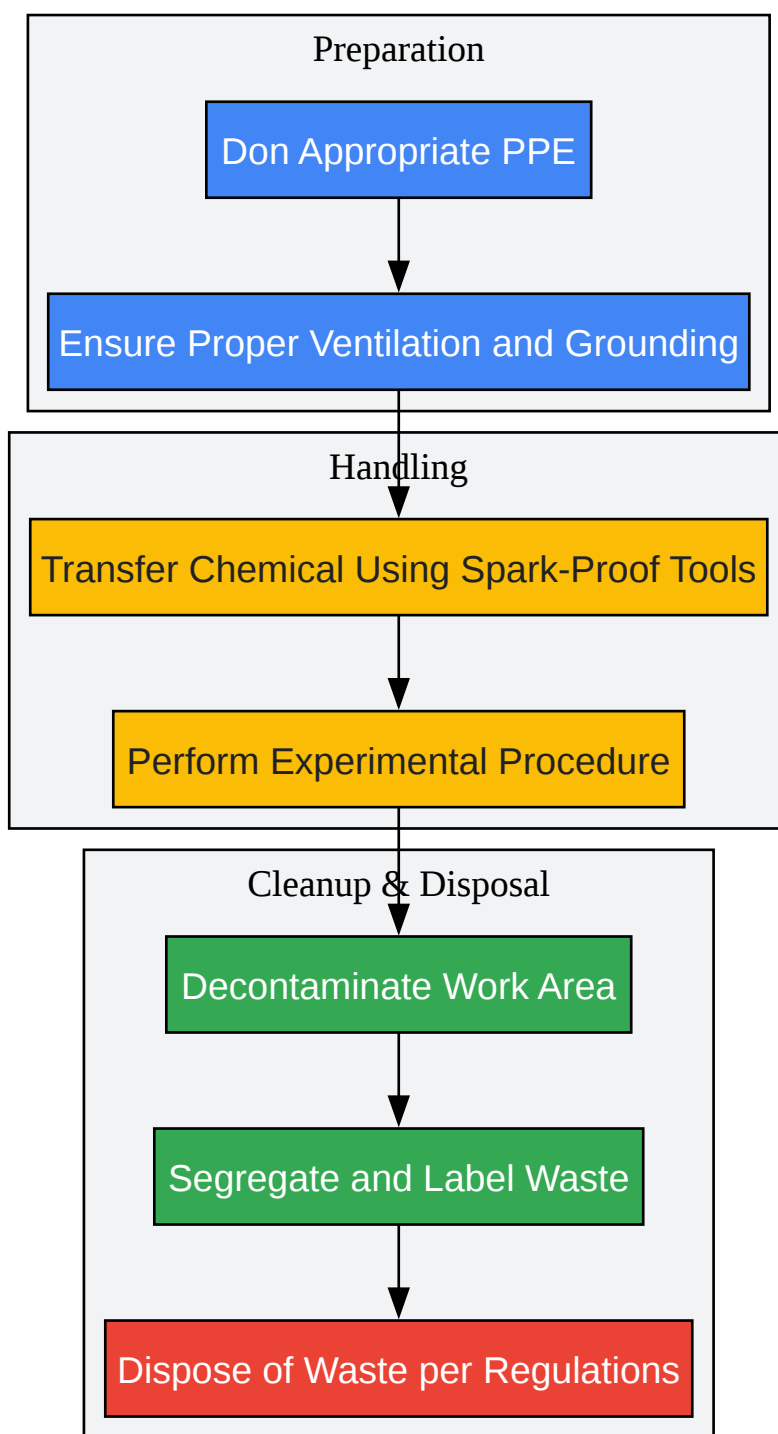 Preparation
Don Appropriate PPE
Ensure Proper Ventilation and Grounding
Handling
Transfer Chemical Using Spark-Proof Tools
Perform Experimental Procedure
Cleanup & Disposal
Decontaminate Work Area
Segregate and Label Waste
Dispose of Waste per Regulations